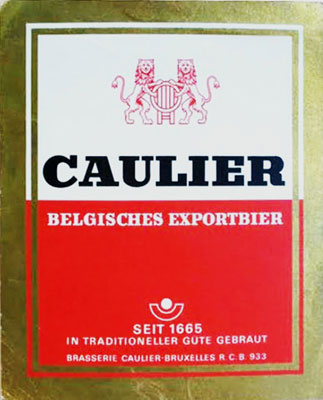 CAULIER
BELGISCHES EXPORTBIER
SEIT 1665
IN TRADITIONELLER GÜTE GEBRAUT
BRASSERIE CAULIER-BRUXELLES R.C.B. 933